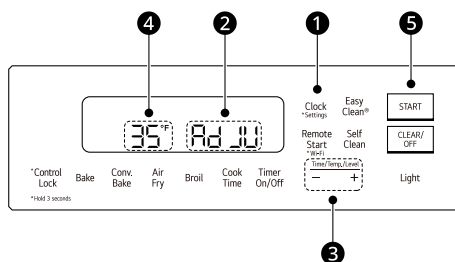 4 2 1 5
35°F Ad_JU
Clock
*Settings
Easy
Clean®
START
Remote
Start
*Wi-Fi
Self
Clean
CLEAR/
OFF
Time/Temp./Level
− +
*Control
Lock
Bake
Conv.
Bake
Air
Fry
Broil
Cook
Time
Timer
On/Off
Light
*Hold 3 seconds
3